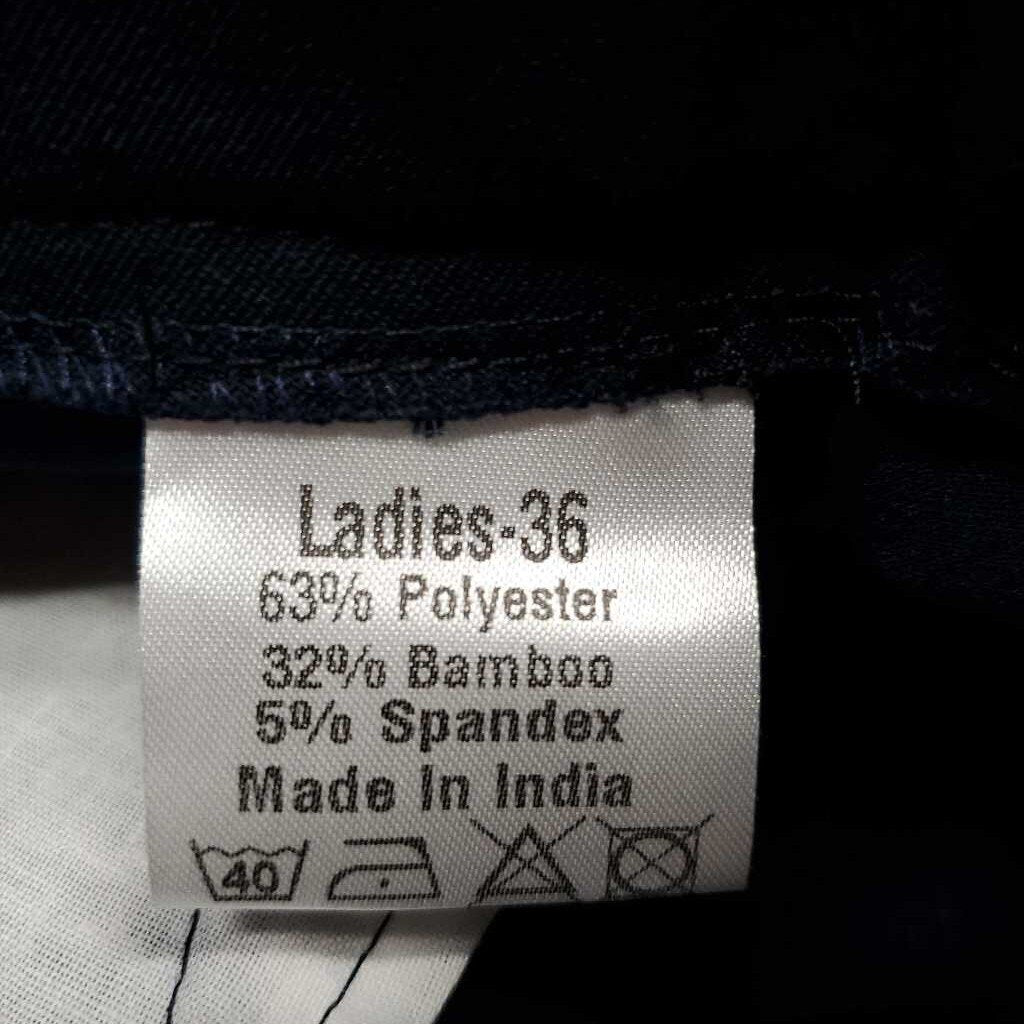 Ladies-36
63% Polyester
32% Bamboo
5% Spandex
Made In India
40